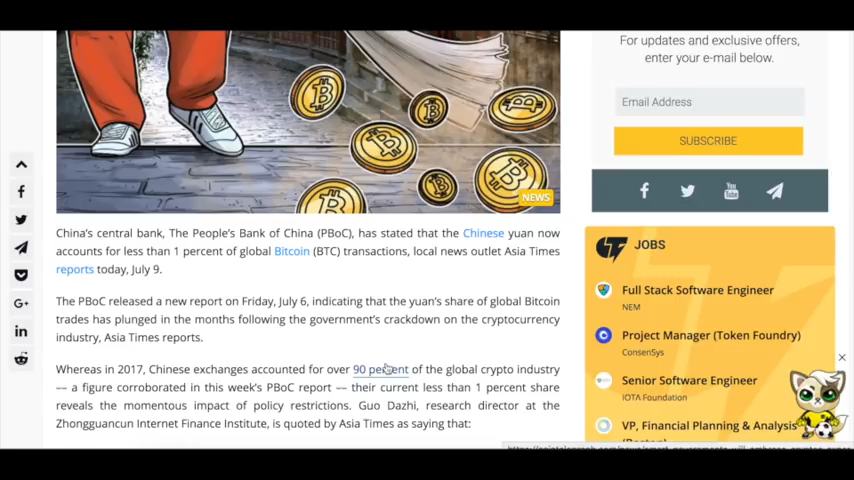 For updates and exclusive offers,
enter your e-mail below.
Email Address
SUBSCRIBE
NEWS
China's central bank, The People's Bank of China (PBoC), has stated that the Chinese yuan now
accounts for less than 1 percent of global Bitcoin (BTC) transactions, local news outlet Asia Times
reports today, July 9.
The PBoC released a new report on Friday, July 6, indicating that the yuan's share of global Bitcoin
trades has plunged in the months following the government's crackdown on the cryptocurrency
industry, Asia Times reports.
Whereas in 2017, Chinese exchanges accounted for over 90 percent of the global crypto industry
–– a figure corroborated in this week's PBoC report –– their current less than 1 percent share
reveals the momentous impact of policy restrictions. Guo Dazhi, research director at the
Zhongguancun Internet Finance Institute, is quoted by Asia Times as saying that:
JOBS
Full Stack Software Engineer
NEM
Project Manager (Token Foundry)
ConsenSys
Senior Software Engineer
IOTA Foundation
VP, Financial Planning & Analysis